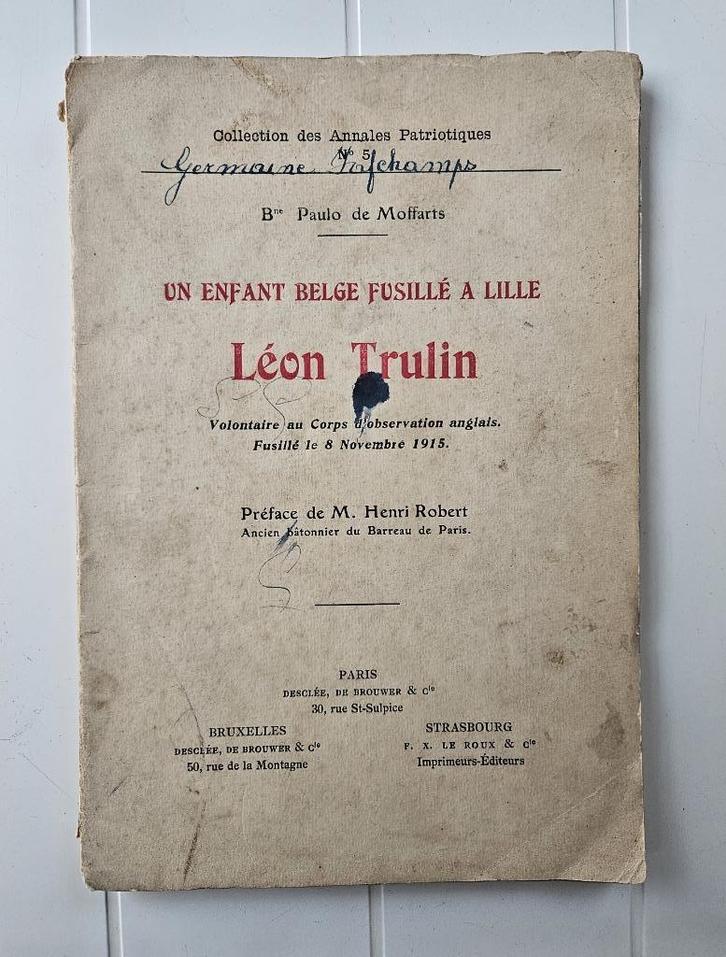 Collection des Annales Patriotiques
Nº 5
Germaine
Bne Paulo de Moffarts
UN ENFANT BELGE FUSILLÉ A LILLE
Léon Trulin
Volontaire au Corps d'observation anglais.
Fusillé le 8 Novembre 1915.
Préface de M. Henri Robert
Ancien bâtonnier du Barreau de Paris.
PARIS
DESCLÉE, DE BROUWER & Cie
30, rue St-Sulpice
BRUXELLES
DESCLÉE, DE BROUWER & Cie
50, rue de la Montagne
STRASBOURG
F. X. LE ROUX & Cie
Imprimeurs-Éditeurs